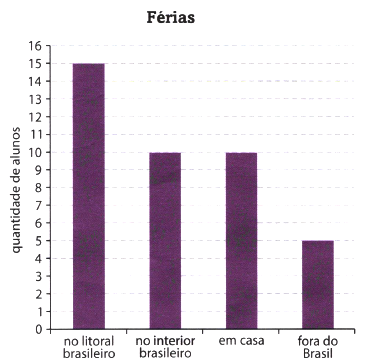 Férias
quantidade de alunos
16
15
14
13
12
11
10
9
8
7
6
5
4
3
2
1
0
no litoral
brasileiro
no interior
brasileiro
em casa
fora do
Brasil